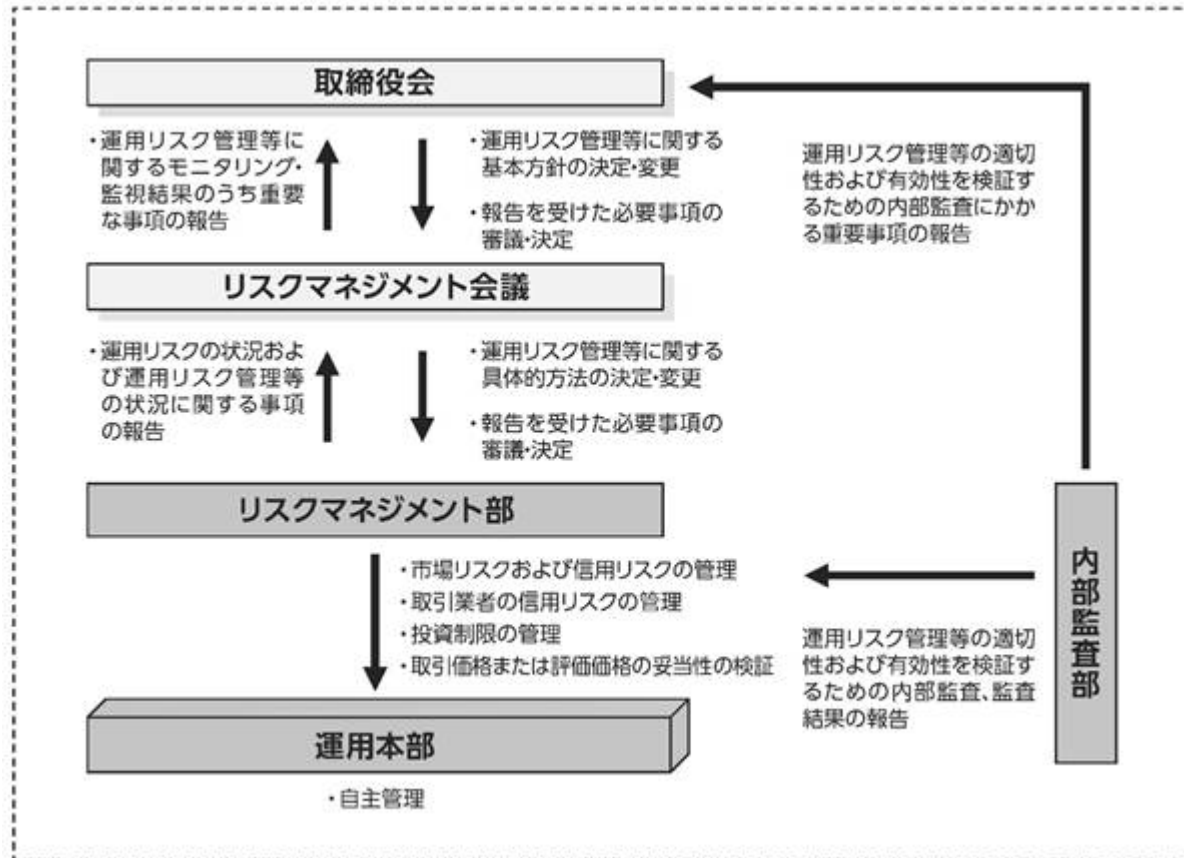 取締役会
・運用リスク管理等に
関するモニタリング・
監視結果のうち重要
な事項の報告
・運用リスク管理等に関する
基本方針の決定・変更
・報告を受けた必要事項の
審議・決定
運用リスク管理等の適切
性および有効性を検証す
るための内部監査にかか
る重要事項の報告
リスクマネジメント会議
・運用リスクの状況およ
び運用リスク管理等
の状況に関する事項
の報告
・運用リスク管理等に関する
具体的方法の決定・変更
・報告を受けた必要事項の
審議・決定
リスクマネジメント部
・市場リスクおよび信用リスクの管理
・取引業者の信用リスクの管理
・投資制限の管理
・取引価格または評価価格の妥当性の検証
運用リスク管理等の適切
性および有効性を検証す
るための内部監査、監査
結果の報告
内部監査部
運用本部
・自主管理